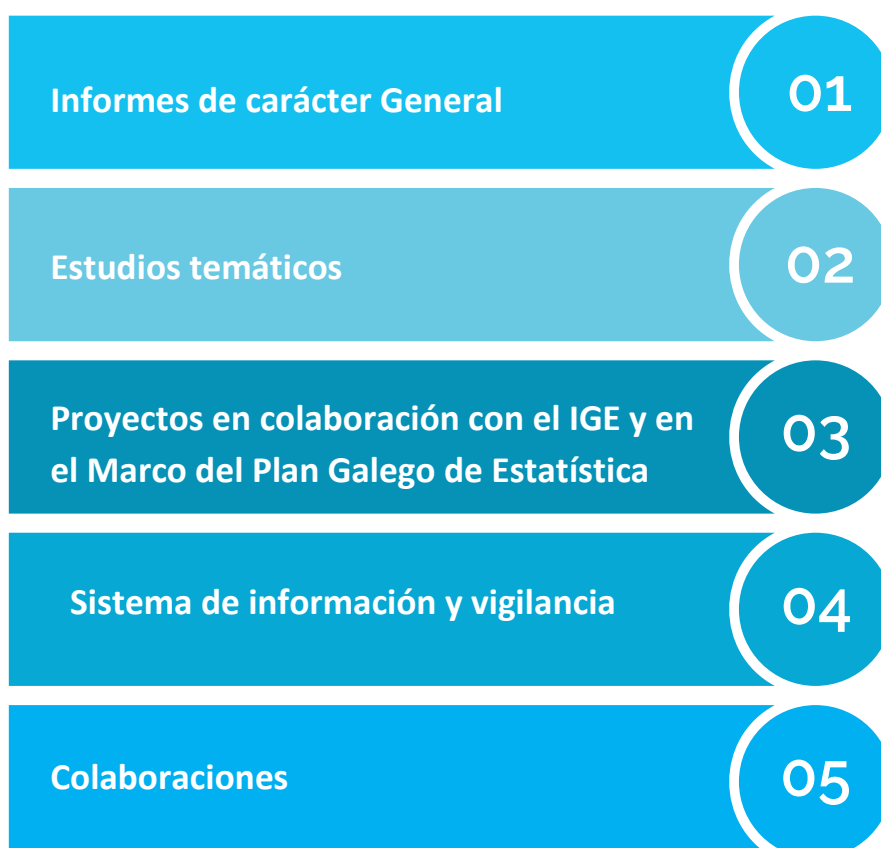 Informes de carácter General
01
Estudios temáticos
02
Proyectos en colaboración con el IGE y en
el Marco del Plan Galego de Estatística
03
Sistema de información y vigilancia
04
Colaboraciones
05